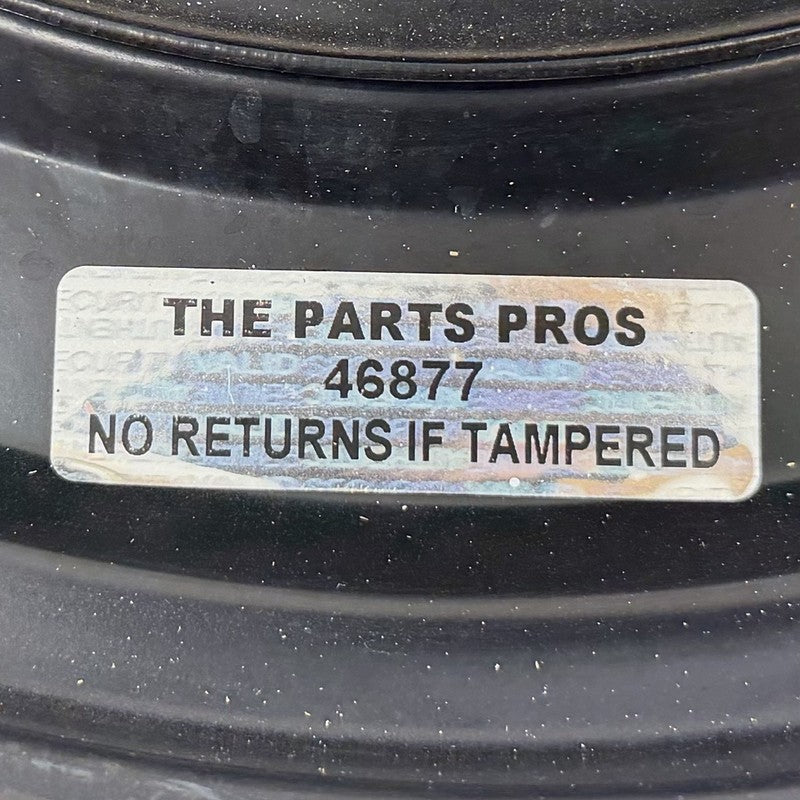 THE PARTS PROS
46877
NO RETURNS IF TAMPERED